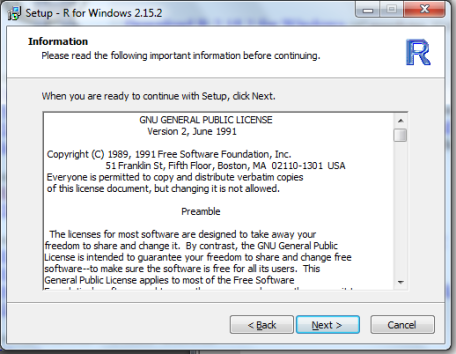 Setup - R for Windows 2.15.2
Information
Please read the following important information before continuing.
R
When you are ready to continue with Setup, click Next.
GNU GENERAL PUBLIC LICENSE
Version 2, June 1991
Copyright (C) 1989, 1991 Free Software Foundation, Inc.
51 Franklin St, Fifth Floor, Boston, MA 02110-1301 USA
Everyone is permitted to copy and distribute verbatim copies
of this license document, but changing it is not allowed.
Preamble
The licenses for most software are designed to take away your
freedom to share and change it. By contrast, the GNU General Public
License is intended to guarantee your freedom to share and change free
software--to make sure the software is free for all its users. This
General Public License applies to most of the Free Software
< Back
Next >
Cancel